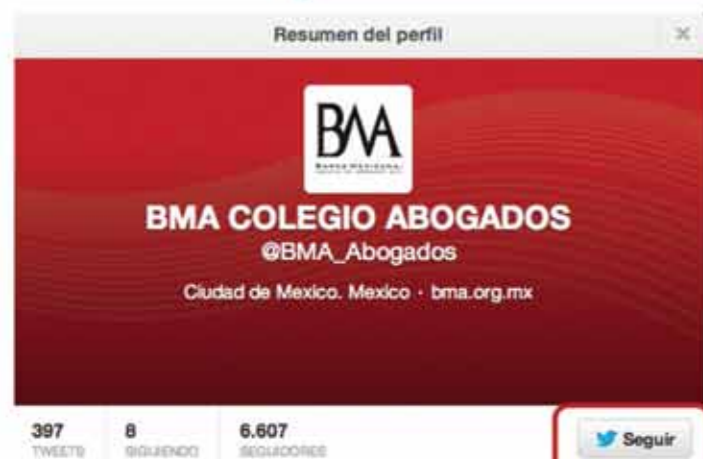 Resumen del perfil
BMA
BMA COLEGIO ABOGADOS
@BMA_Abogados
Ciudad de Mexico. Mexico · bma.org.mx
397 8 6.607
TWEETS SIGUIENDO SEGUIDORES
Seguir